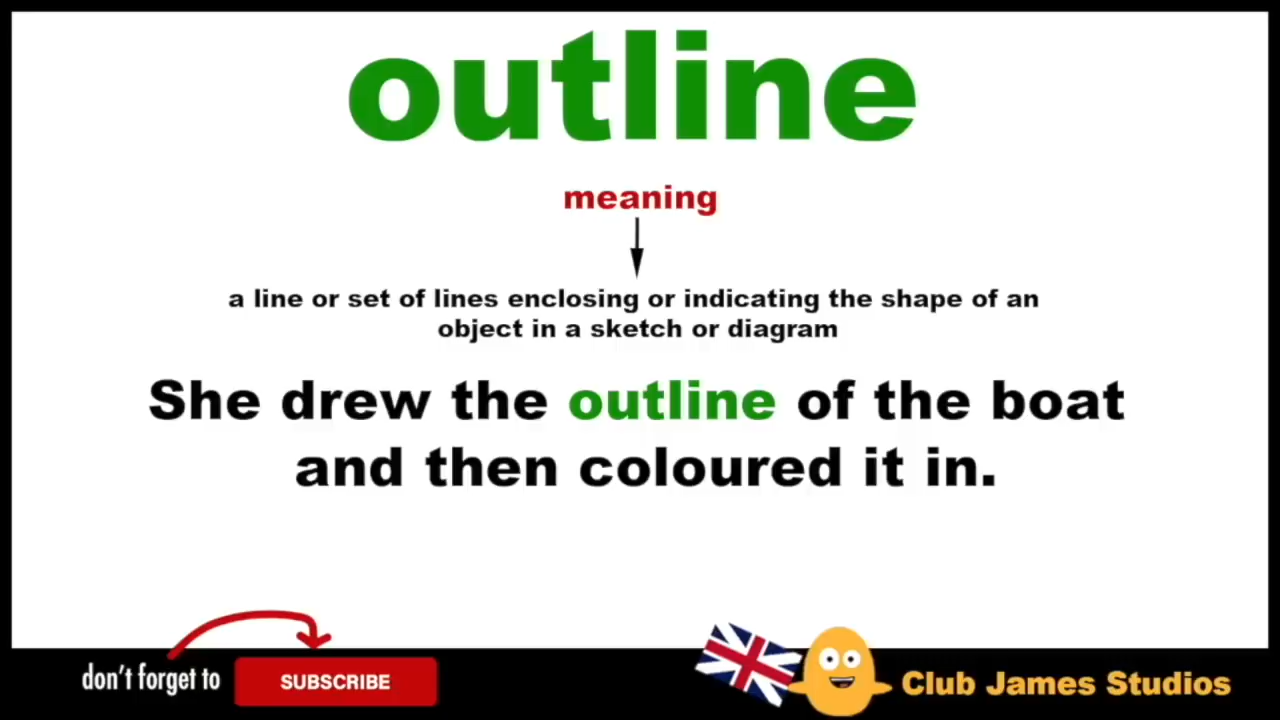 outline
meaning
a line or set of lines enclosing or indicating the shape of an
object in a sketch or diagram
She drew the outline of the boat
and then coloured it in.
don't forget to SUBSCRIBE
Club James Studios